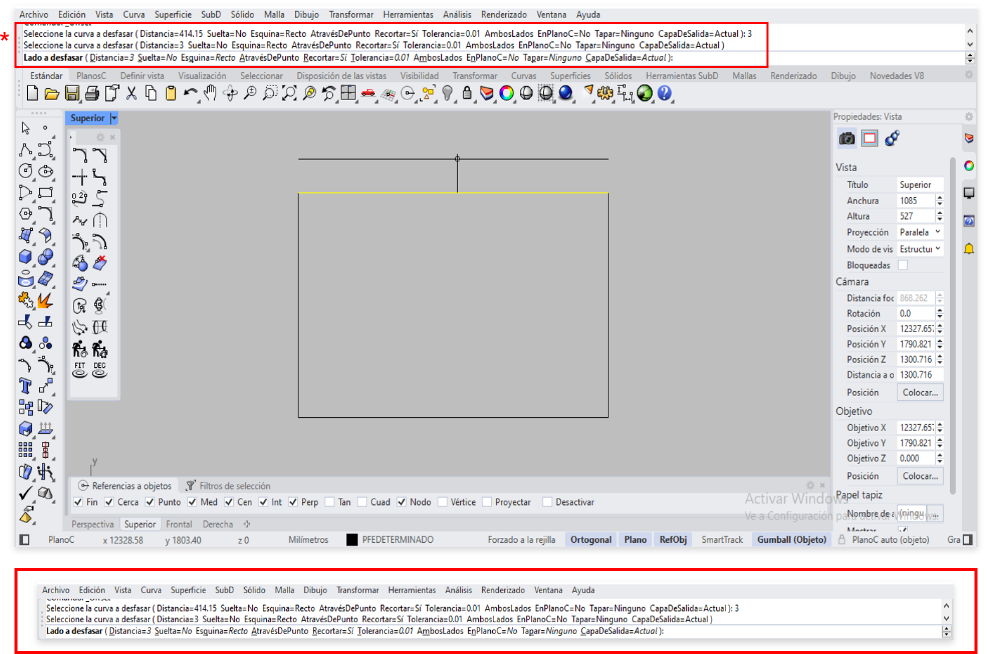 Archivo Edición Vista Curva Superficie SubD Sólido Malla Dibujo Transformar Herramientas Análisis Renderizado Ventana Ayuda
*
Seleccione la curva a desfasar ( Distancia=414.15 Suelta=No Esquina=Recto AtravésDePunto Recortar=Sí Tolerancia=0.01 AmbosLados EnPlanoC=No Tapar=Ninguno CapaDeSalida=Actual ): 3
Seleccione la curva a desfasar ( Distancia=3 Suelta=No Esquina=Recto AtravésDePunto Recortar=Sí Tolerancia=0.01 AmbosLados EnPlanoC=No Tapar=Ninguno CapaDeSalida=Actual )
Lado a desfasar ( Distancia=3 Suelta=No Esquina=Recto AtravésDePunto Recortar=Sí Tolerancia=0.01 AmbosLados EnPlanoC=No Tapar=Ninguno CapaDeSalida=Actual ):
Estándar PlanosC Definir vista Visualización Seleccionar Disposición de las vistas Visibilidad Transformar Curvas Superficies Sólidos Herramientas SubD Mallas Renderizado Dibujo Novedades V8
Superior
Propiedades: Vista
Vista
Título Superior
Anchura 1085
Altura 527
Proyección Paralela
Modo de vis Estructur
Bloqueadas
Cámara
Distancia foc 868.262
Rotación 0.0
Posición X 12327.657
Posición Y 1790.821
Posición Z 1300.716
Distancia a o 1300.716
Posición Colocar...
Objetivo
Objetivo X 12327.657
Objetivo Y 1790.821
Objetivo Z 0.000
Posición Colocar...
Papel tapiz
Nombre de a (ningu ...
Mostrar
FIT DEG
y
Referencias a objetos Filtros de selección
Fin Cerca Punto Med Cen Int Perp Tan Cuad Nodo Vértice Proyectar Desactivar
Activar Windows
Ve a Configuración para activar Windows.
Perspectiva Superior Frontal Derecha
PlanoC x 12328.58 y 1803.40 z 0 Milímetros PREDETERMINADO Forzado a la rejilla Ortogonal Plano RefObj SmartTrack Gumball (Objeto) PlanoC auto (objeto) Gra
Archivo Edición Vista Curva Superficie SubD Sólido Malla Dibujo Transformar Herramientas Análisis Renderizado Ventana Ayuda
Seleccione la curva a desfasar ( Distancia=414.15 Suelta=No Esquina=Recto AtravésDePunto Recortar=Sí Tolerancia=0.01 AmbosLados EnPlanoC=No Tapar=Ninguno CapaDeSalida=Actual ): 3
Seleccione la curva a desfasar ( Distancia=3 Suelta=No Esquina=Recto AtravésDePunto Recortar=Sí Tolerancia=0.01 AmbosLados EnPlanoC=No Tapar=Ninguno CapaDeSalida=Actual )
Lado a desfasar ( Distancia=3 Suelta=No Esquina=Recto AtravésDePunto Recortar=Sí Tolerancia=0.01 AmbosLados EnPlanoC=No Tapar=Ninguno CapaDeSalida=Actual ):